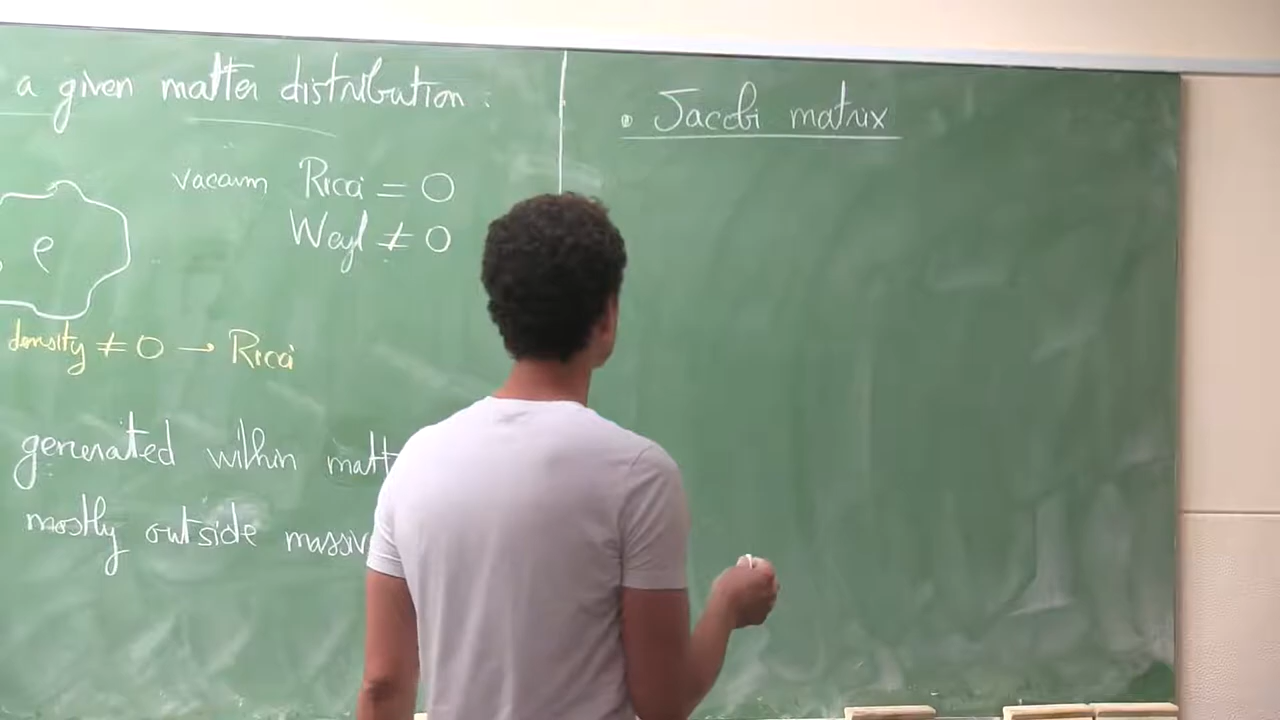 a given matter distribution :
vacuum Ricci = 0
Weyl ≠ 0
ρ
density ≠ 0 → Ricci
generated within matt
mostly outside massiv
• Jacobi matrix